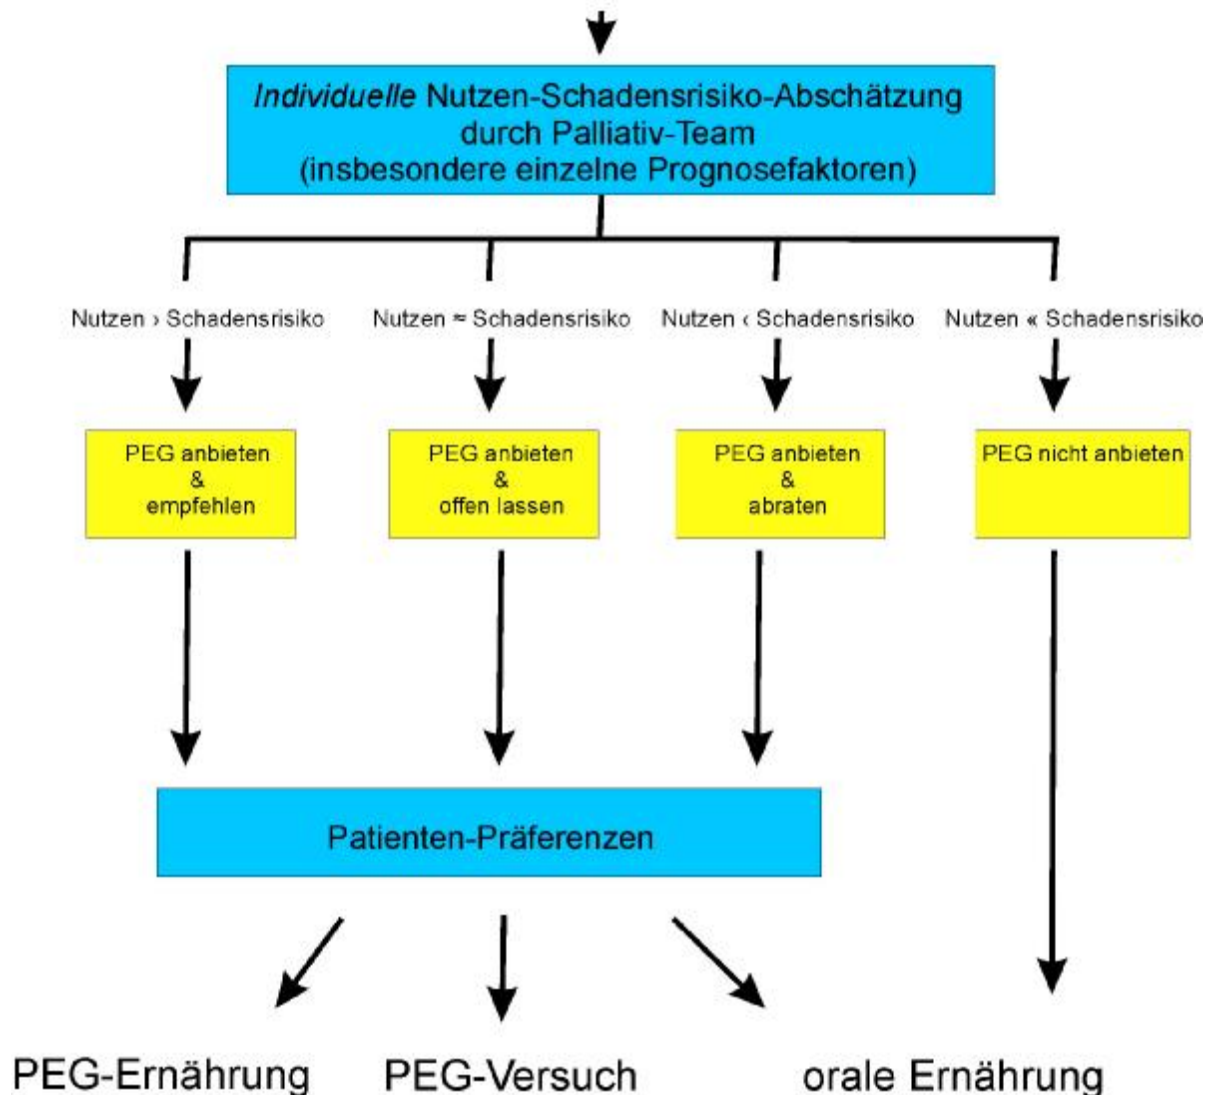 Individuelle Nutzen-Schadensrisiko-Abschätzung
durch Palliativ-Team
(insbesondere einzelne Prognosefaktoren)
Nutzen › Schadensrisiko
Nutzen ≈ Schadensrisiko
Nutzen ‹ Schadensrisiko
Nutzen « Schadensrisiko
PEG anbieten
&
empfehlen
PEG anbieten
&
offen lassen
PEG anbieten
&
abraten
PEG nicht anbieten
Patienten-Präferenzen
PEG-Ernährung
PEG-Versuch
orale Ernährung